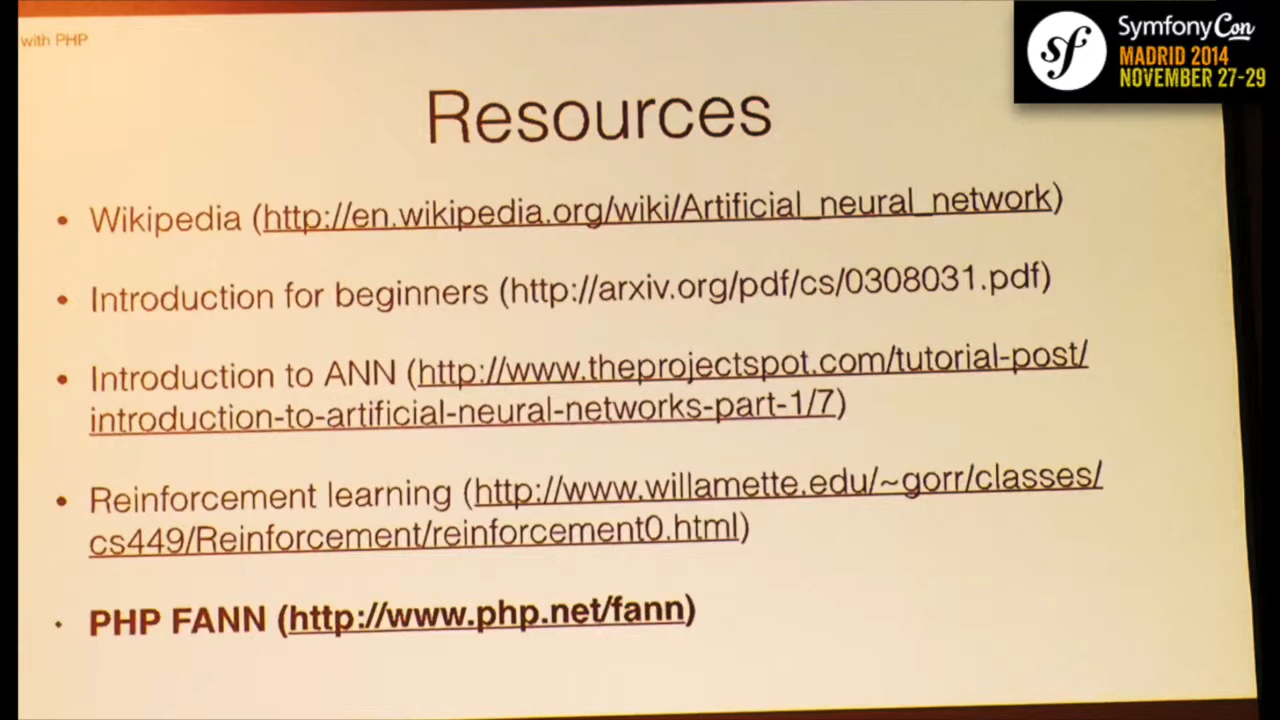 with PHP
SymfonyCon
MADRID 2014
NOVEMBER 27-29
Resources
• Wikipedia (http://en.wikipedia.org/wiki/Artificial_neural_network)
• Introduction for beginners (http://arxiv.org/pdf/cs/0308031.pdf)
• Introduction to ANN (http://www.theprojectspot.com/tutorial-post/
introduction-to-artificial-neural-networks-part-1/7)
• Reinforcement learning (http://www.willamette.edu/~gorr/classes/
cs449/Reinforcement/reinforcement0.html)
• PHP FANN (http://www.php.net/fann)